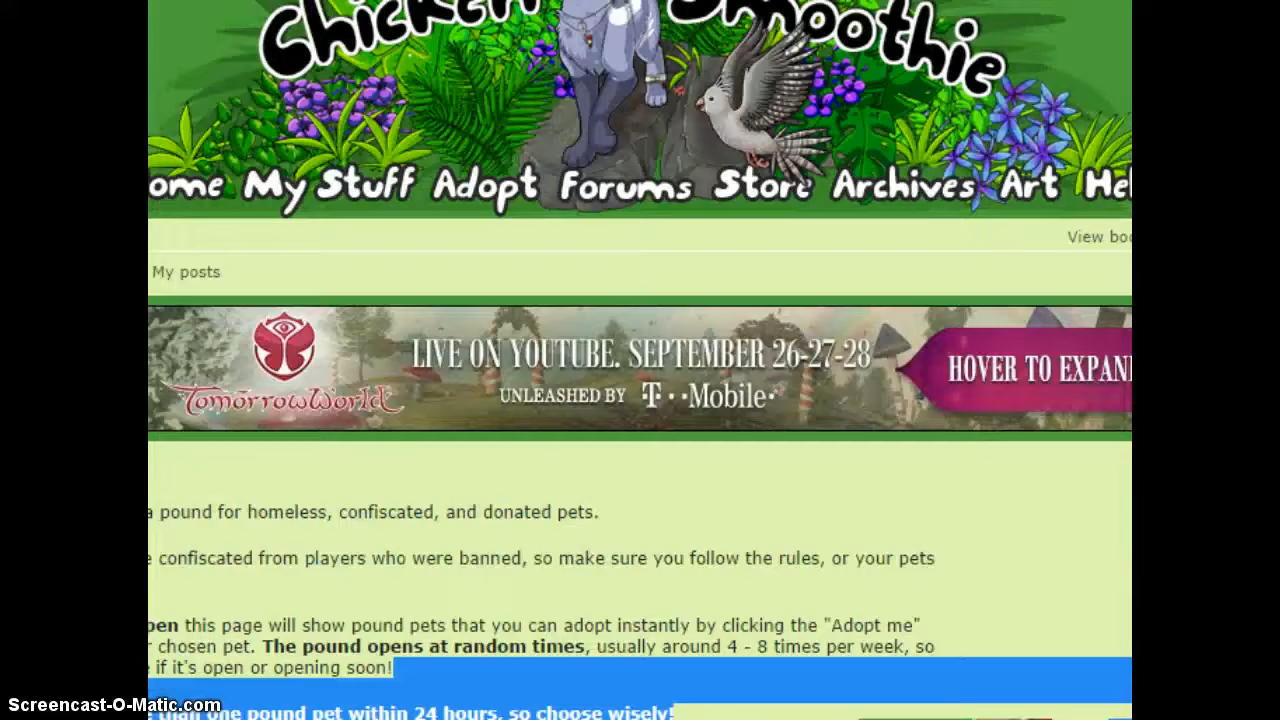 Chicken Smoothie
ome My Stuff Adopt Forums Store Archives Art Hel
View boo
My posts
TomorrowWorld
LIVE ON YOUTUBE. SEPTEMBER 26-27-28
UNLEASHED BY T··Mobile·
HOVER TO EXPAN
a pound for homeless, confiscated, and donated pets.
e confiscated from players who were banned, so make sure you follow the rules, or your pets
pen this page will show pound pets that you can adopt instantly by clicking the "Adopt me"
r chosen pet. The pound opens at random times, usually around 4 - 8 times per week, so
e if it's open or opening soon!
than one pound pet within 24 hours, so choose wisely!
Screencast-O-Matic.com